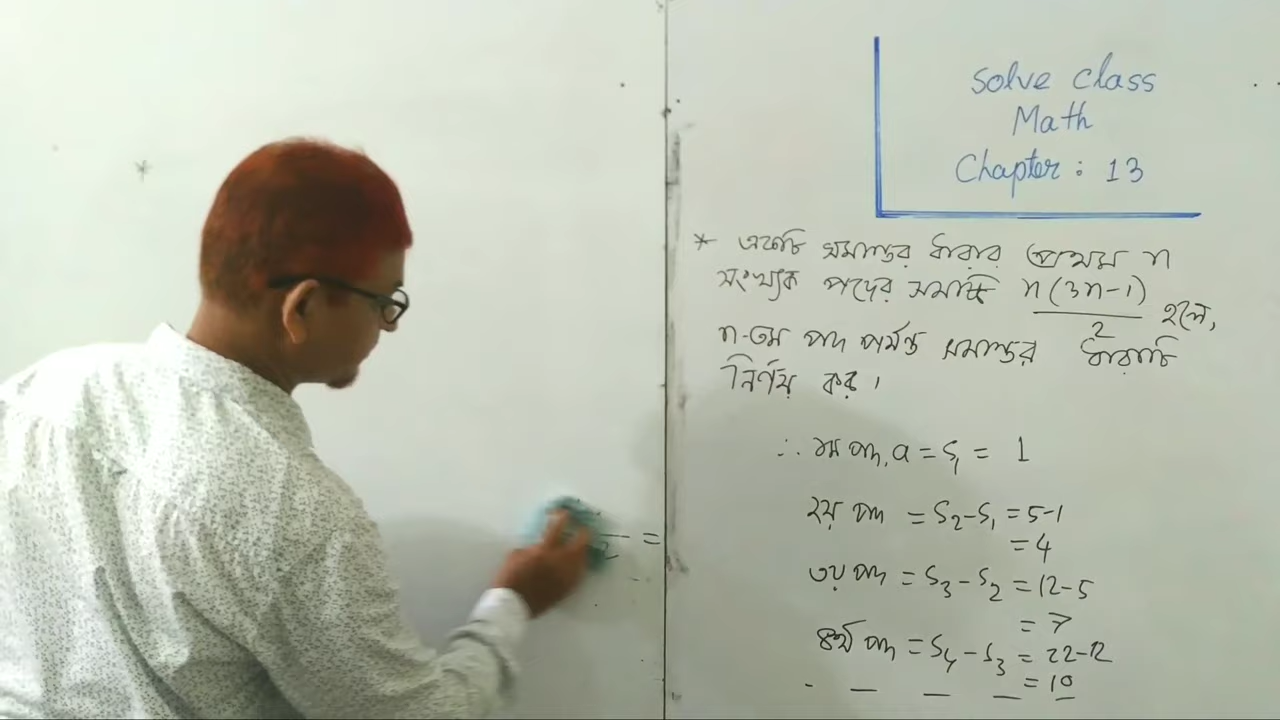 Solve class
Math
Chapter : 13
* একটি সমান্তর ধারার প্রথম n
সংখ্যক পদের সমষ্টি n(3n-1)/2 হলে,
n-তম পদ পর্যন্ত সমান্তর ধারাটি
নির্ণয় কর।
∴ ১ম পদ, a = S₁ = 1
২য় পদ = S₂-S₁ = 5-1
= 4
৩য় পদ = S₃-S₂ = 12-5
= 7
৪র্থ পদ = S₄-S₃ = 22-12
= 10
*
2 =